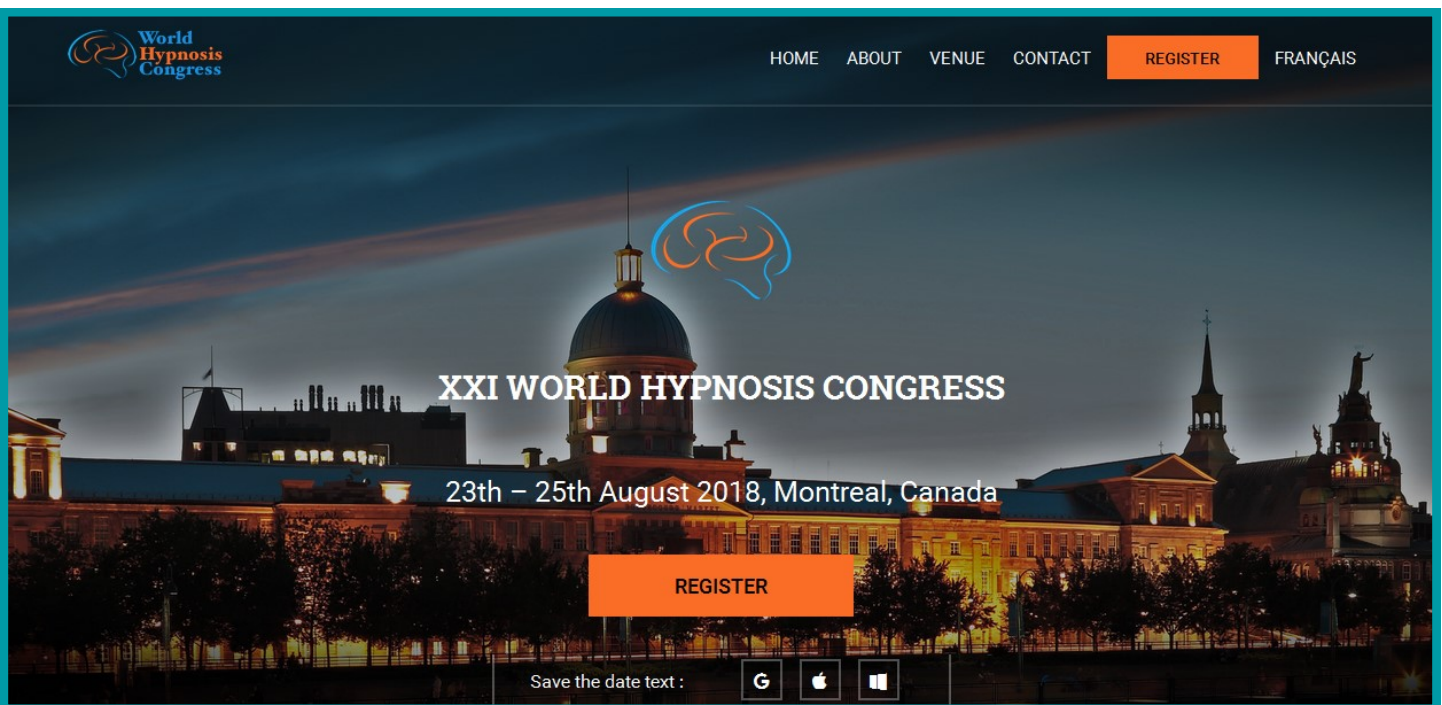 World
Hypnosis
Congress
HOME ABOUT VENUE CONTACT REGISTER FRANÇAIS
XXI WORLD HYPNOSIS CONGRESS
23th – 25th August 2018, Montreal, Canada
REGISTER
Save the date text :